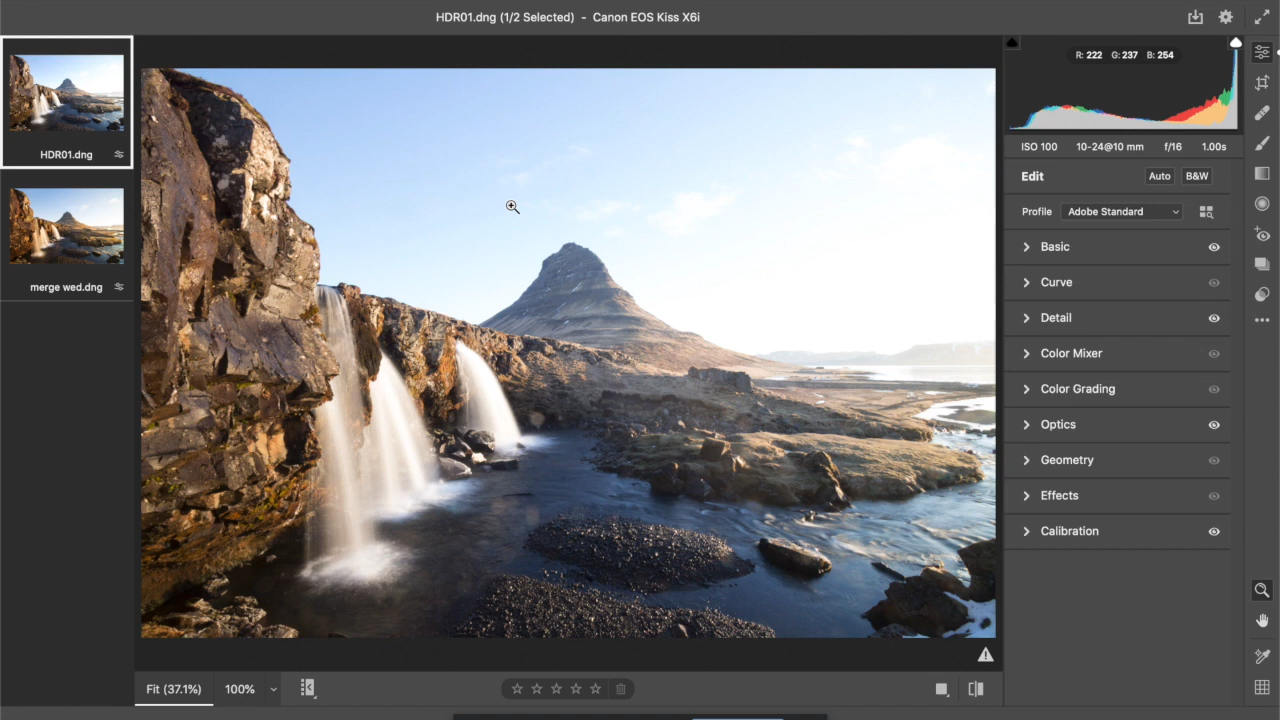 HDR01.dng (1/2 Selected) - Canon EOS Kiss X6i
HDR01.dng
merge wed.dng
R: 222 G: 237 B: 254
ISO 100 10-24@10 mm f/16 1.00s
Edit Auto B&W
Profile Adobe Standard
Basic
Curve
Detail
Color Mixer
Color Grading
Optics
Geometry
Effects
Calibration
Fit (37.1%) 100%